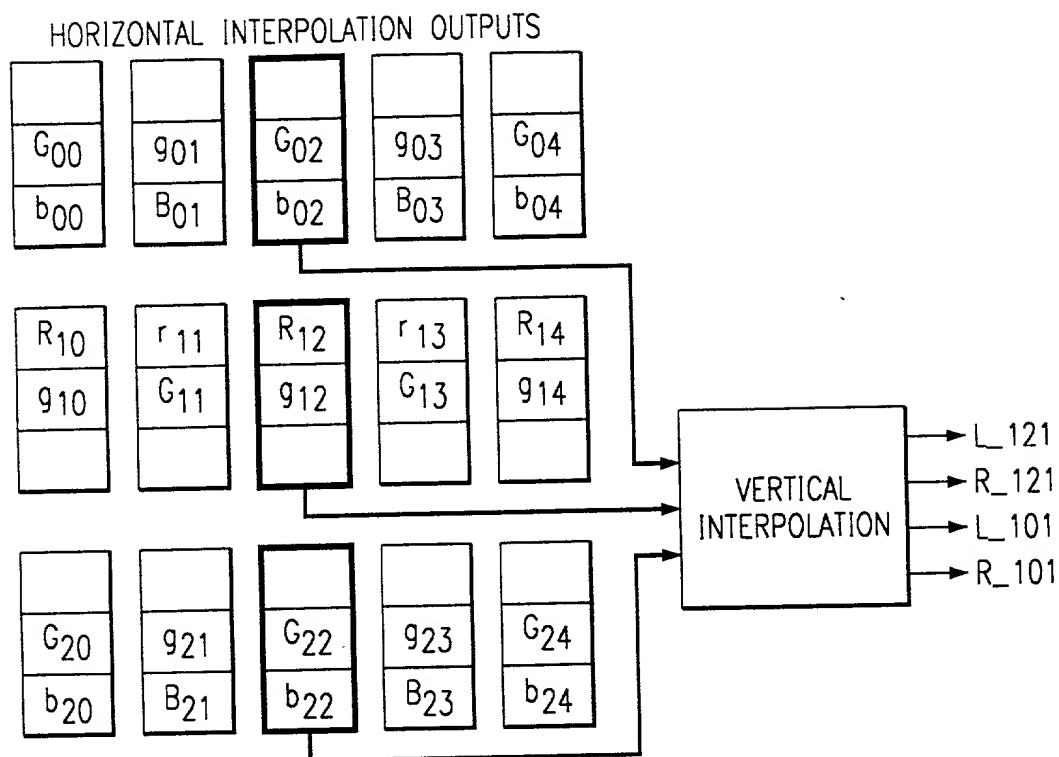 HORIZONTAL INTERPOLATION OUTPUTS
G00 g01 G02 g03 G04
b00 B01 b02 B03 b04
R10 r11 R12 r13 R14
g10 G11 g12 G13 g14
L_121
R_121
VERTICAL
INTERPOLATION
L_101
R_101
G20 g21 G22 g23 G24
b20 B21 b22 B23 b24